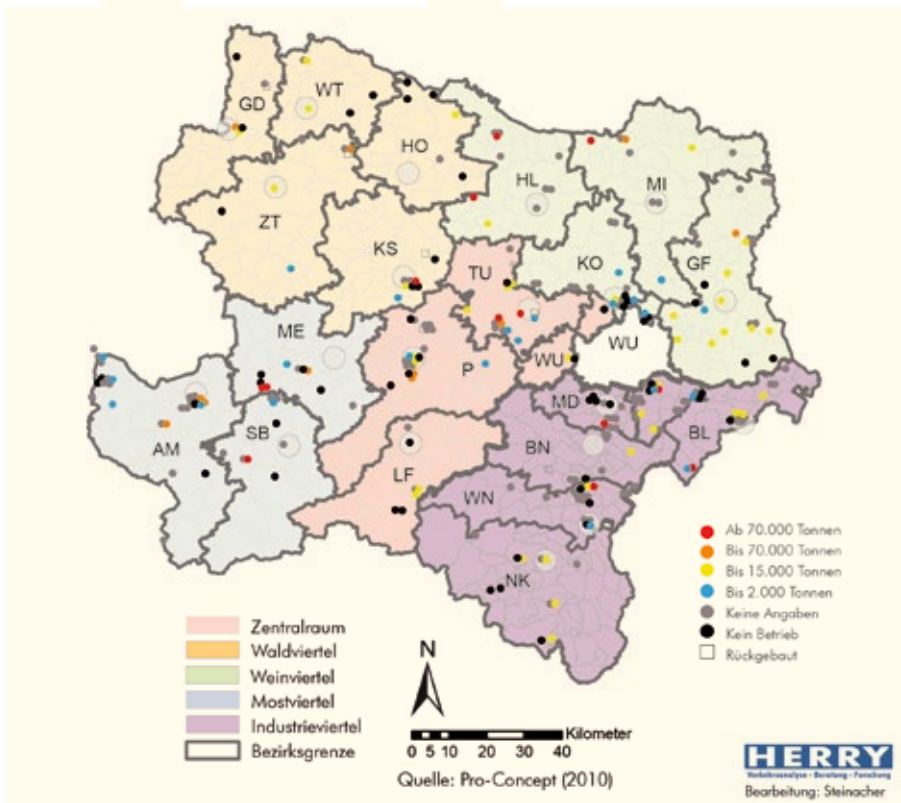 GD
WT
HO
HL
MI
ZT
KS
TU
KO
GF
ME
P
WU
WU
AM
SB
MD
BN
BL
LF
WN
NK
Ab 70.000 Tonnen
Bis 70.000 Tonnen
Bis 15.000 Tonnen
Bis 2.000 Tonnen
Keine Angaben
Kein Betrieb
Rückgebaut
Zentralraum
Waldviertel
Weinviertel
Mostviertel
Industrieviertel
Bezirksgrenze
N
Kilometer
0 5 10 20 30 40
Quelle: Pro-Concept (2010)
HERRY
Verkehrsanalyse • Beratung • Forschung
Bearbeitung: Steinacher